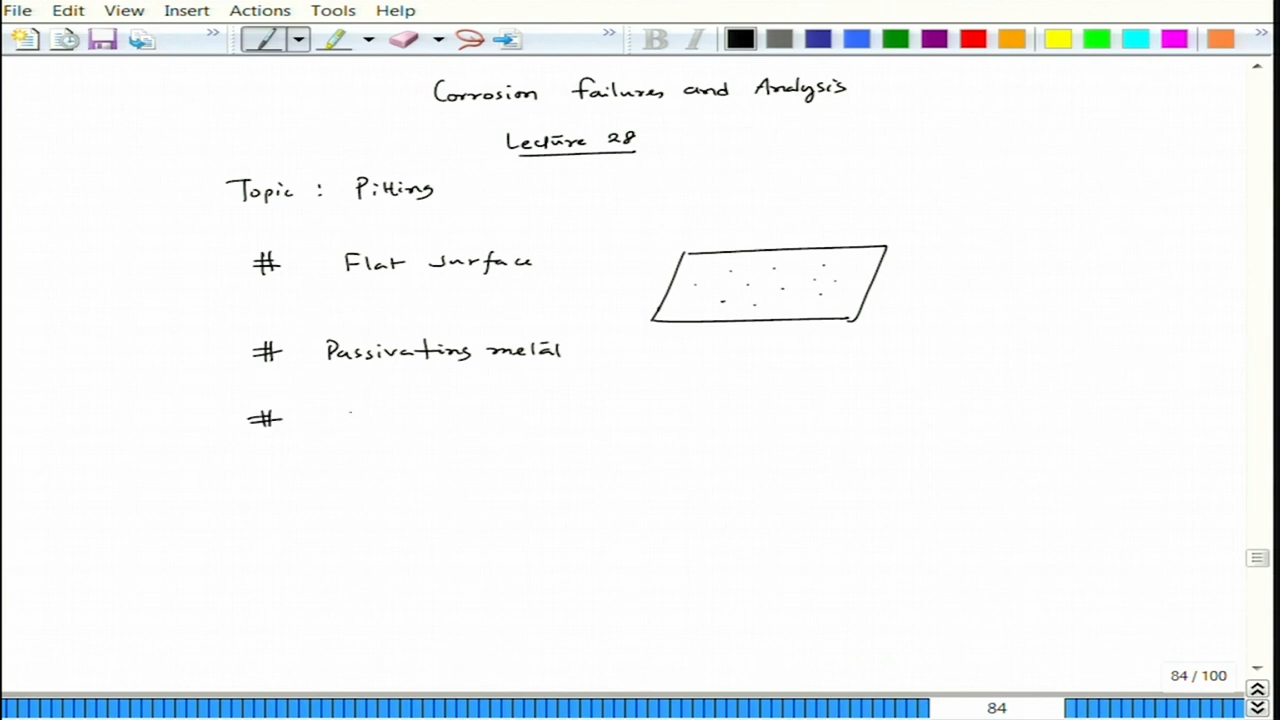 File Edit View Insert Actions Tools Help
B I
Corrosion failures and Analysis
Lecture 28
Topic : Pitting
# Flat surface
# Passivating metal
#
84 / 100
84